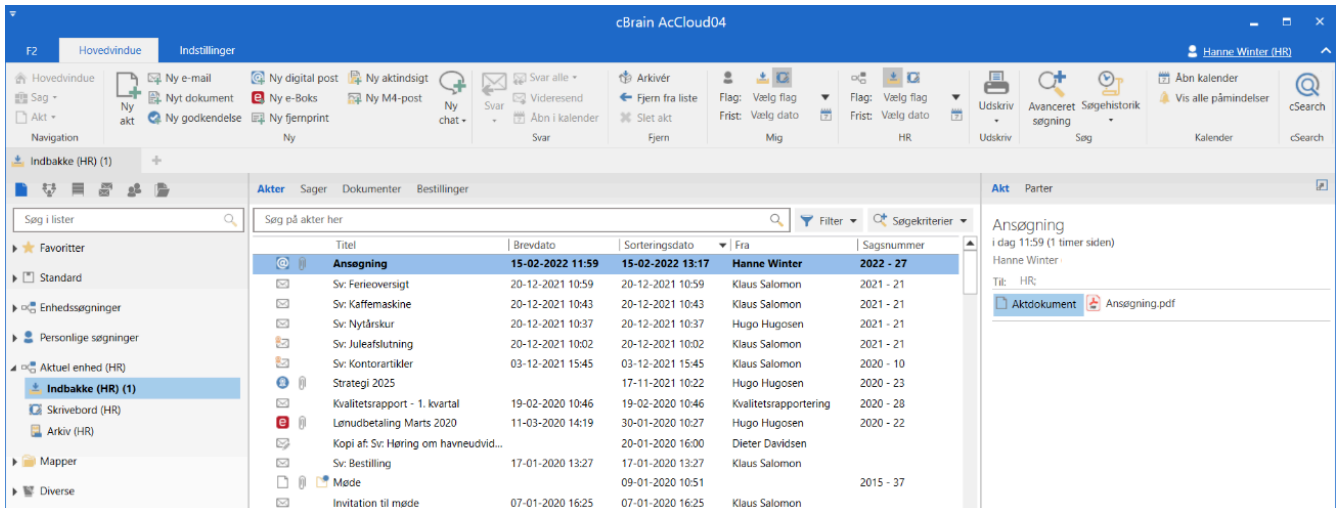 cBrain AcCloud04
F2 Hovedvindue Indstillinger Hanne Winter (HR)
Hovedvindue Ny e-mail Ny digital post Ny aktindsigt Svar alle Arkivér Åbn kalender
Sag Nyt dokument Ny e-Boks Ny M4-post Videresend Fjern fra liste Flag: Vælg flag Flag: Vælg flag Vis alle påmindelser
Akt Ny akt Ny godkendelse Ny fjernprint Ny chat Svar Åbn i kalender Slet akt Frist: Vælg dato Frist: Vælg dato Udskriv Avanceret søgning Søgehistorik cSearch
Navigation Ny Svar Fjern Mig HR Udskriv Søg Kalender cSearch
Indbakke (HR) (1)
Akter Sager Dokumenter Bestillinger
Søg i lister
Favoritter
Standard
Enhedssøgninger
Personlige søgninger
Aktuel enhed (HR)
Indbakke (HR) (1)
Skrivebord (HR)
Arkiv (HR)
Mapper
Diverse
Søg på akter her Filter Søgekriterier
Titel Brevdato Sorteringsdato Fra Sagsnummer
Ansøgning 15-02-2022 11:59 15-02-2022 13:17 Hanne Winter 2022 - 27
Sv: Ferieoversigt 20-12-2021 10:59 20-12-2021 10:59 Klaus Salomon 2021 - 21
Sv: Kaffemaskine 20-12-2021 10:43 20-12-2021 10:43 Klaus Salomon 2021 - 21
Sv: Nytårskur 20-12-2021 10:37 20-12-2021 10:37 Hugo Hugosen 2021 - 21
Sv: Juleafslutning 20-12-2021 10:02 20-12-2021 10:02 Klaus Salomon 2021 - 21
Sv: Kontorartikler 03-12-2021 15:45 03-12-2021 15:45 Klaus Salomon 2020 - 10
Strategi 2025 17-11-2021 10:22 Hugo Hugosen 2020 - 23
Kvalitetsrapport - 1. kvartal 19-02-2020 10:46 19-02-2020 10:46 Kvalitetsrapportering 2020 - 28
Lønudbetaling Marts 2020 11-03-2020 14:19 30-01-2020 10:27 Hugo Hugosen 2020 - 22
Kopi af: Sv: Høring om havneudvid... 20-01-2020 16:00 Dieter Davidsen
Sv: Bestilling 17-01-2020 13:27 17-01-2020 13:27 Klaus Salomon
Møde 09-01-2020 10:51 2015 - 37
Invitation til møde 07-01-2020 16:25 07-01-2020 16:25 Klaus Salomon
Akt Parter
Ansøgning
i dag 11:59 (1 timer siden)
Hanne Winter
Til: HR;
Aktdokument Ansøgning.pdf